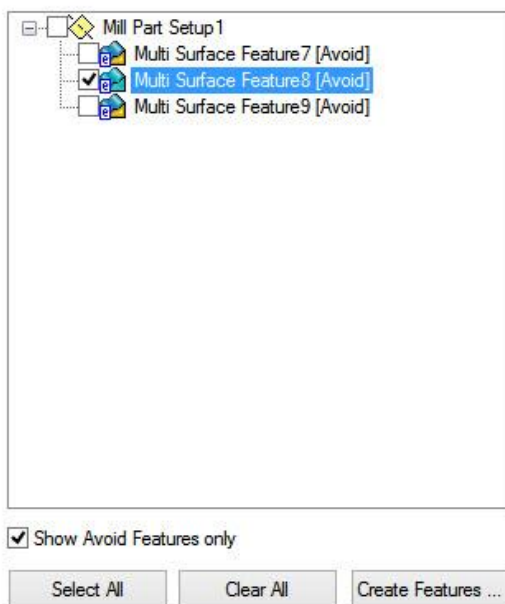 Mill Part Setup1
Multi Surface Feature7 [Avoid]
Multi Surface Feature8 [Avoid]
Multi Surface Feature9 [Avoid]
Show Avoid Features only
Select All Clear All Create Features ...